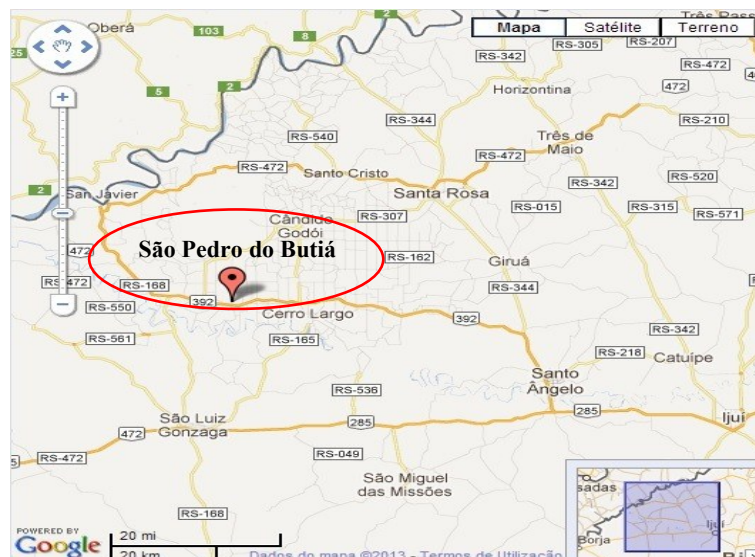 Oberá
103
8
2
25
5
2
2
Mapa
Satélite
Terreno
Três Pass
RS-305
RS-207
RS-342
472
Horizontina
RS-344
RS-210
RS-540
Três de
Maio
RS-472
RS-472
Santo Cristo
RS-342
RS-520
San Javier
Santa Rosa
RS-015
RS-315
RS-571
RS-307
Cândido
Godói
São Pedro do Butiá
472
RS-162
Giruá
RS-472
RS-168
392
RS-344
RS-550
Cerro Largo
392
RS-342
RS-561
RS-165
RS-218
Catuípe
Santo
Ângelo
RS-536
São Luiz
Gonzaga
285
285
Ijuí
472
RS-472
RS-049
São Miguel
das Missões
RS-168
sadas
Ijuí
Borja
POWERED BY
Google
20 mi
20 km
Dados do mapa ©2013 - Termos de Utilização